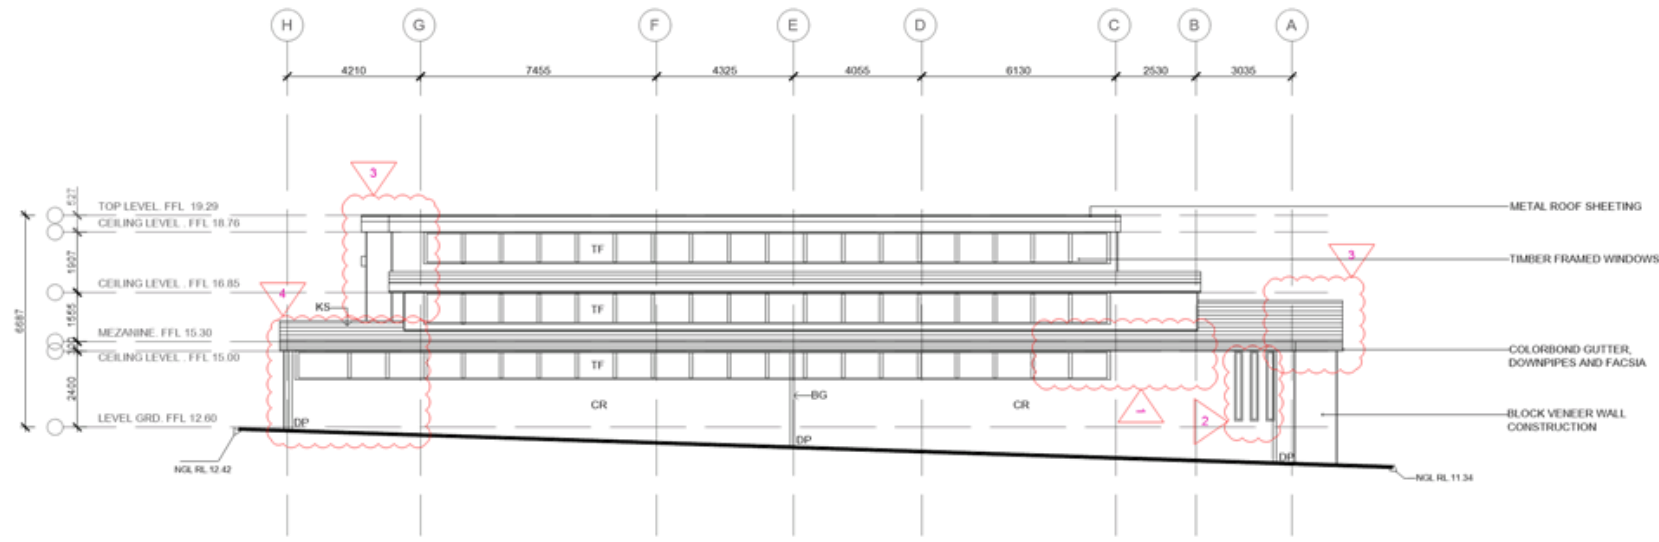 H G F E D C B A
4210 7455 4325 4055 6130 2530 3035
3
527
TOP LEVEL. FFL 19.29
METAL ROOF SHEETING
CEILING LEVEL . FFL 18.76
TF
3
TIMBER FRAMED WINDOWS
1907
CEILING LEVEL . FFL 16.85
4
KS
TF
6687
1555
MEZANINE. FFL 15.30
300
CEILING LEVEL . FFL 15.00
TF
COLORBOND GUTTER,
DOWNPIPES AND FACSIA
2400
BG
CR
CR
1
2
LEVEL GRD. FFL 12.60
DP
BLOCK VENEER WALL
CONSTRUCTION
DP
DP
NGL RL 12.42
NGL RL 11.34